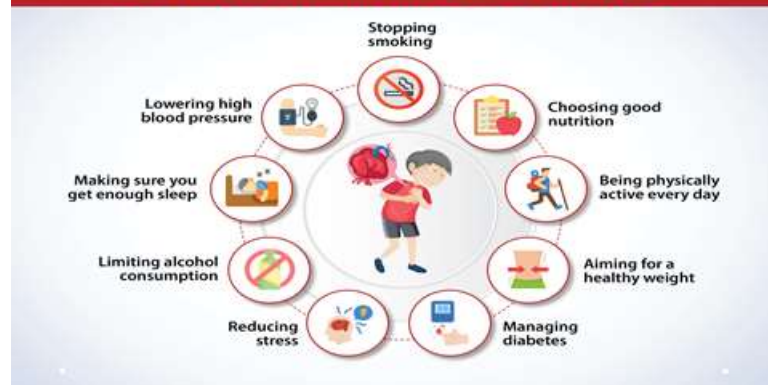 Stopping
smoking
Choosing good
nutrition
Being physically
active every day
Aiming for a
healthy weight
Managing
diabetes
Reducing
stress
Limiting alcohol
consumption
Making sure you
get enough sleep
Lowering high
blood pressure